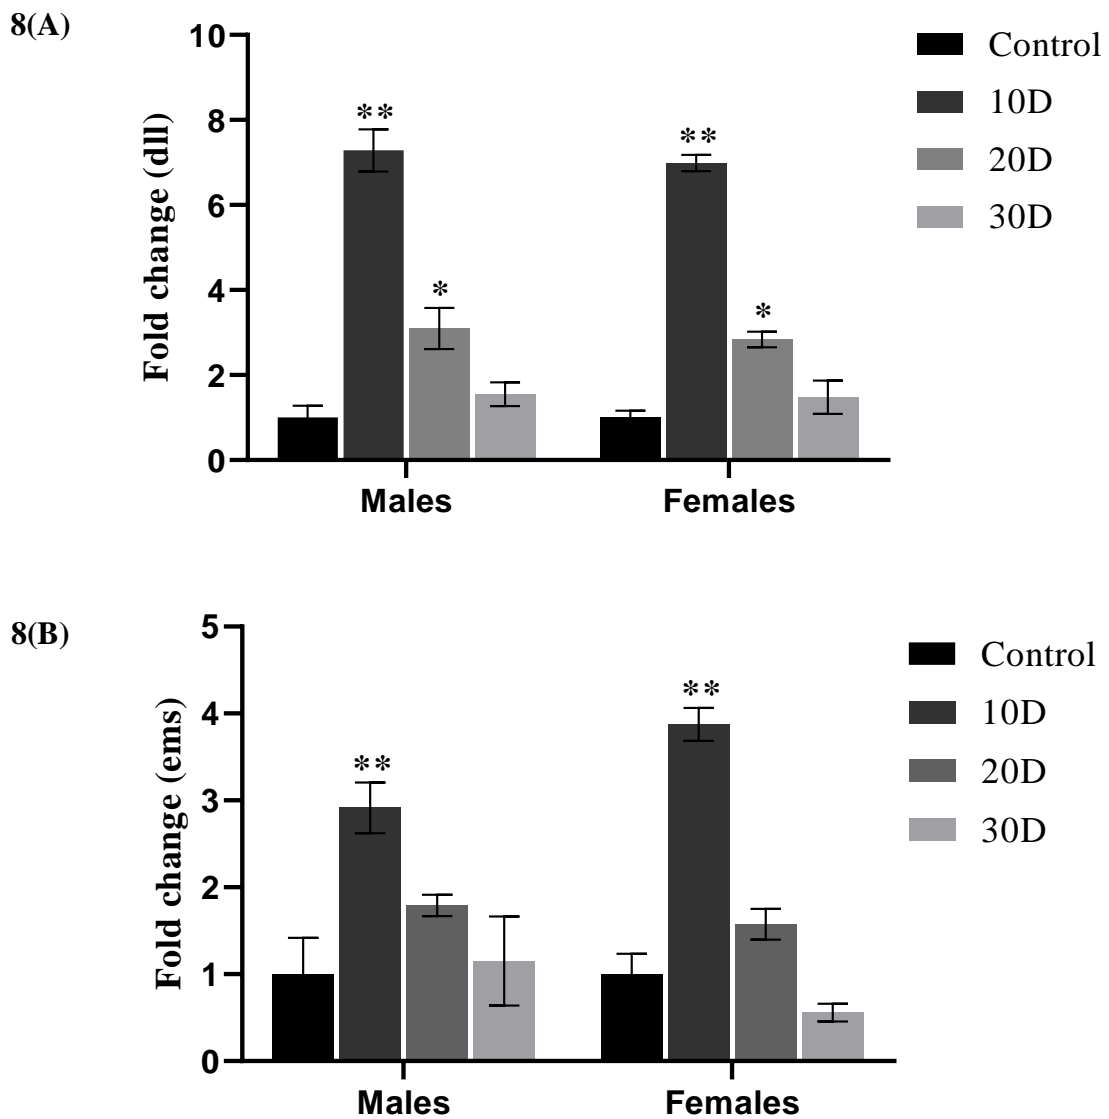 8(A)
Fold change (dll)
10
8
6
4
2
0
**
*
**
*
Males
Females
Control
10D
20D
30D
8(B)
Fold change (ems)
5
4
3
2
1
0
**
**
Males
Females
Control
10D
20D
30D